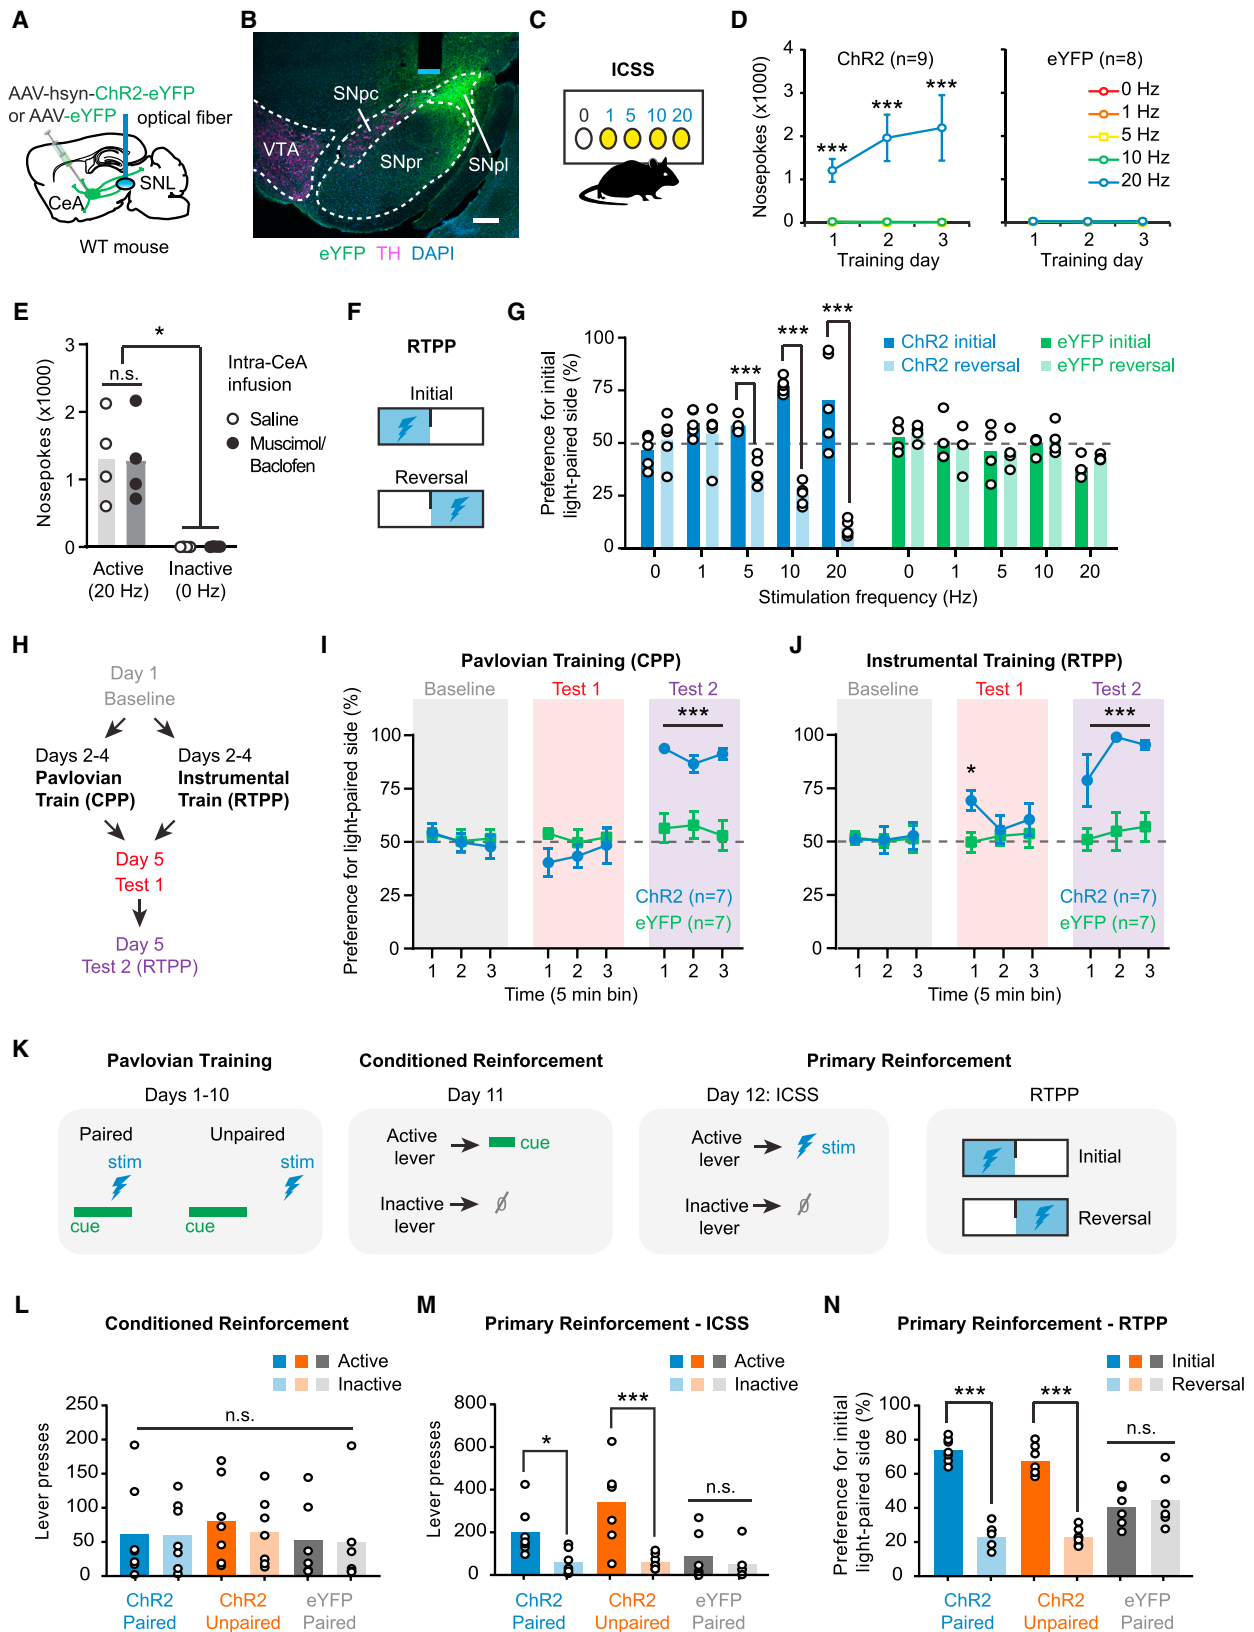 A
AAV-hsyn-ChR2-eYFP
or AAV-eYFP
optical fiber
SNL
CeA
WT mouse
B
SNpc
VTA
SNpr
SNpl
eYFP TH DAPI
C
ICSS
0 1 5 10 20
D
Nosepokes (x1000)
4
3
2
1
0
ChR2 (n=9)
***
***
***
1 2 3
Training day
eYFP (n=8)
0 Hz
1 Hz
5 Hz
10 Hz
20 Hz
1 2 3
Training day
E
Nosepokes (x1000)
3
2
1
0
*
n.s.
Intra-CeA
infusion
Saline
Muscimol/
Baclofen
Active
(20 Hz)
Inactive
(0 Hz)
F
RTPP
Initial
Reversal
G
Preference for initial
light-paired side (%)
100
75
50
25
0
***
***
***
ChR2 initial
ChR2 reversal
eYFP initial
eYFP reversal
0 1 5 10 20
0 1 5 10 20
Stimulation frequency (Hz)
H
Day 1
Baseline
Days 2-4
Pavlovian
Train (CPP)
Days 2-4
Instrumental
Train (RTPP)
Day 5
Test 1
Day 5
Test 2 (RTPP)
I
Pavlovian Training (CPP)
Baseline
Test 1
Test 2
Preference for light-paired side (%)
100
75
50
25
0
***
ChR2 (n=7)
eYFP (n=7)
1 2 3
1 2 3
1 2 3
Time (5 min bin)
J
Instrumental Training (RTPP)
Baseline
Test 1
Test 2
100
75
50
25
0
*
***
ChR2 (n=7)
eYFP (n=7)
1 2 3
1 2 3
1 2 3
Time (5 min bin)
K
Pavlovian Training
Days 1-10
Paired
stim
cue
Unpaired
stim
cue
Conditioned Reinforcement
Day 11
Active
lever
cue
Inactive
lever
Ø
Primary Reinforcement
Day 12: ICSS
Active
lever
stim
Inactive
lever
Ø
RTPP
Initial
Reversal
L
Conditioned Reinforcement
Active
Inactive
Lever presses
250
200
150
100
50
0
n.s.
ChR2
Paired
ChR2
Unpaired
eYFP
Paired
M
Primary Reinforcement - ICSS
Active
Inactive
Lever presses
800
600
400
200
0
*
***
n.s.
ChR2
Paired
ChR2
Unpaired
eYFP
Paired
N
Primary Reinforcement - RTPP
Initial
Reversal
Preference for initial
light-paired side (%)
100
80
60
40
20
0
***
***
n.s.
ChR2
Paired
ChR2
Unpaired
eYFP
Paired